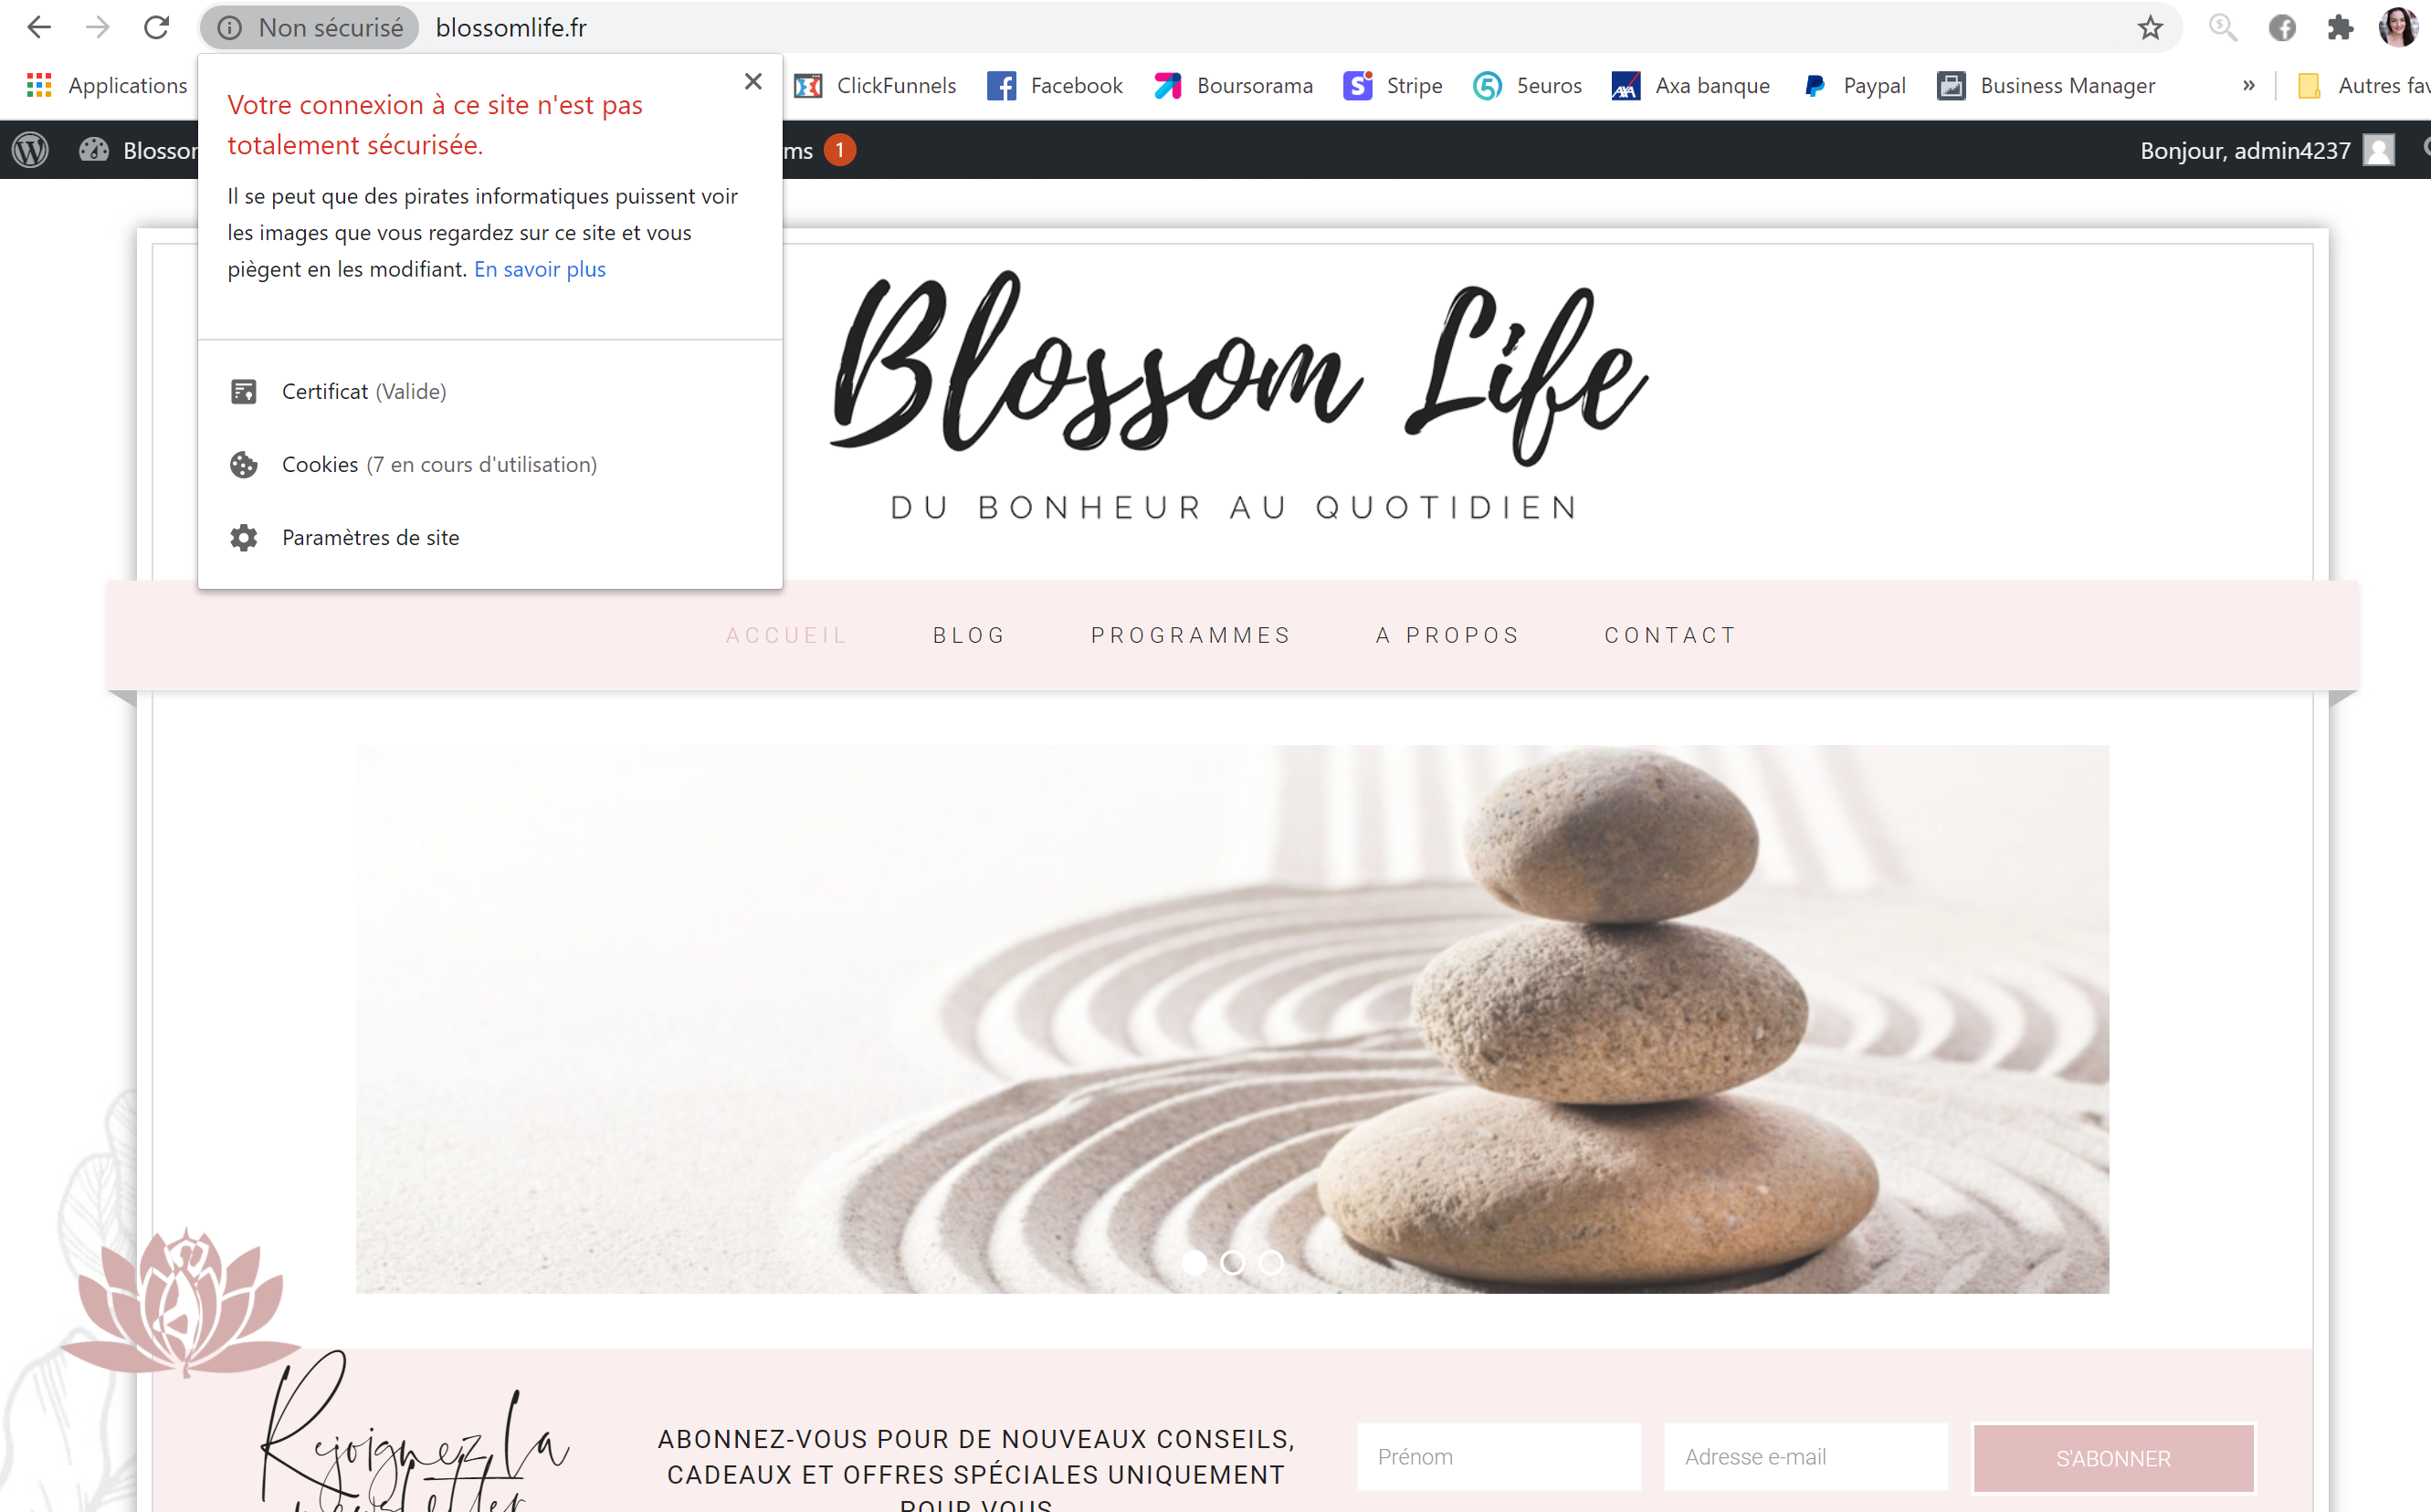 Non sécurisé
blossomlife.fr
Applications
ClickFunnels
Facebook
Boursorama
Stripe
5euros
Axa banque
Paypal
Business Manager
»
Autres fav
Votre connexion à ce site n'est pas
totalement sécurisée.
Il se peut que des pirates informatiques puissent voir
les images que vous regardez sur ce site et vous
piègent en les modifiant. En savoir plus
Certificat (Valide)
Cookies (7 en cours d'utilisation)
Paramètres de site
Blossom
ms 1
Bonjour, admin4237
Blossom Life
DU BONHEUR AU QUOTIDIEN
ACCUEIL
BLOG
PROGRAMMES
A PROPOS
CONTACT
Rejoignez la
newsletter
ABONNEZ-VOUS POUR DE NOUVEAUX CONSEILS,
CADEAUX ET OFFRES SPÉCIALES UNIQUEMENT
POUR VOUS
Prénom
Adresse e-mail
S'ABONNER